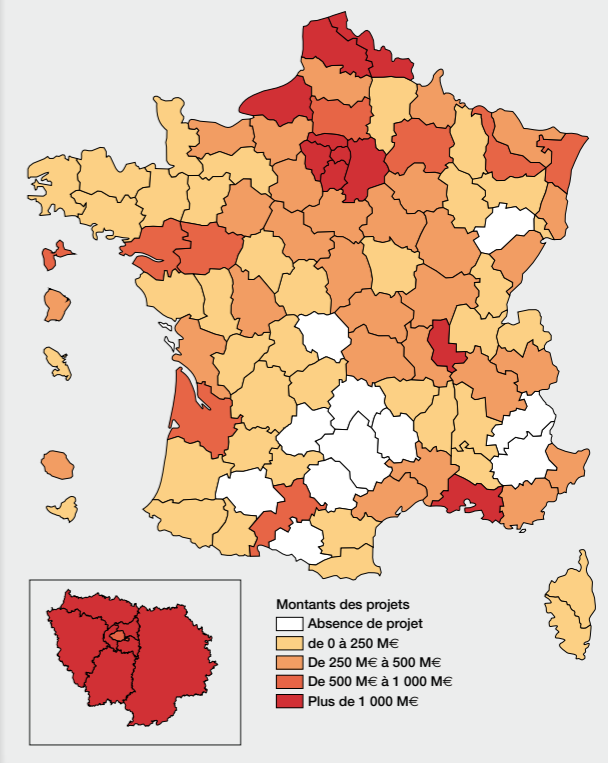 Montants des projets
Absence de projet
de 0 à 250 M€
De 250 M€ à 500 M€
De 500 M€ à 1 000 M€
Plus de 1 000 M€